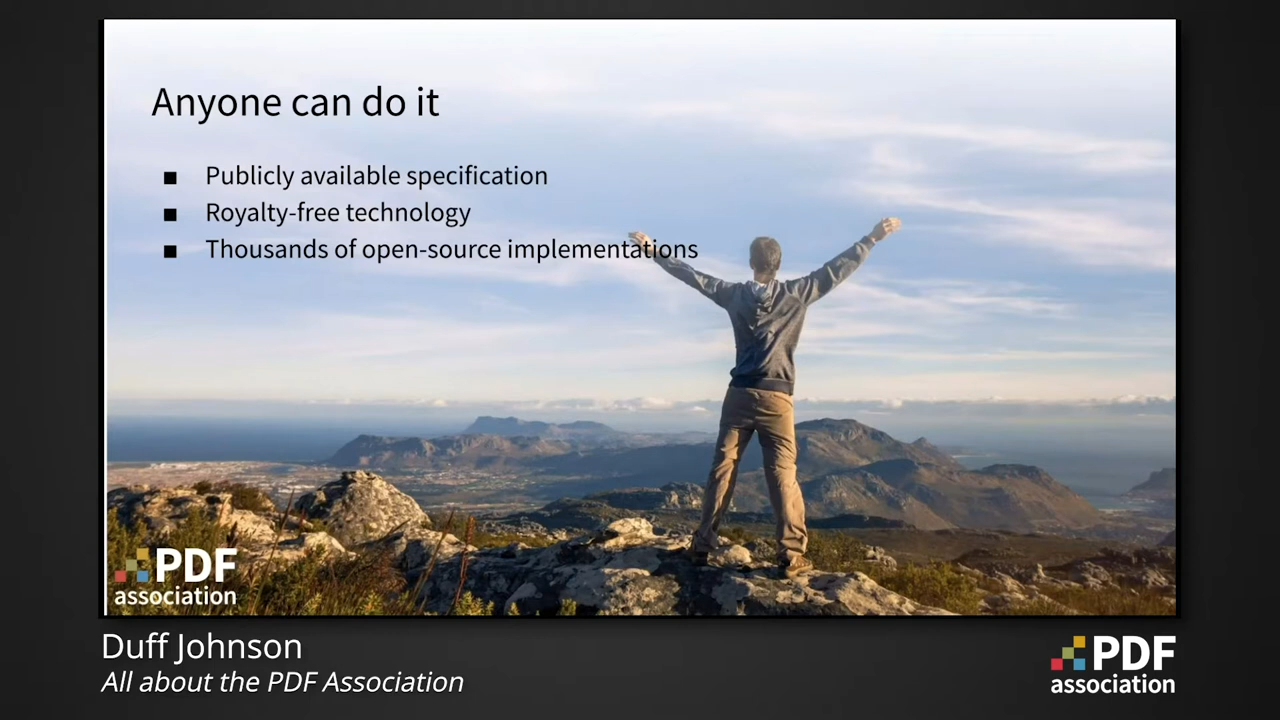 Anyone can do it
■ Publicly available specification
■ Royalty-free technology
■ Thousands of open-source implementations
PDF
association
Duff Johnson
All about the PDF Association
PDF
association